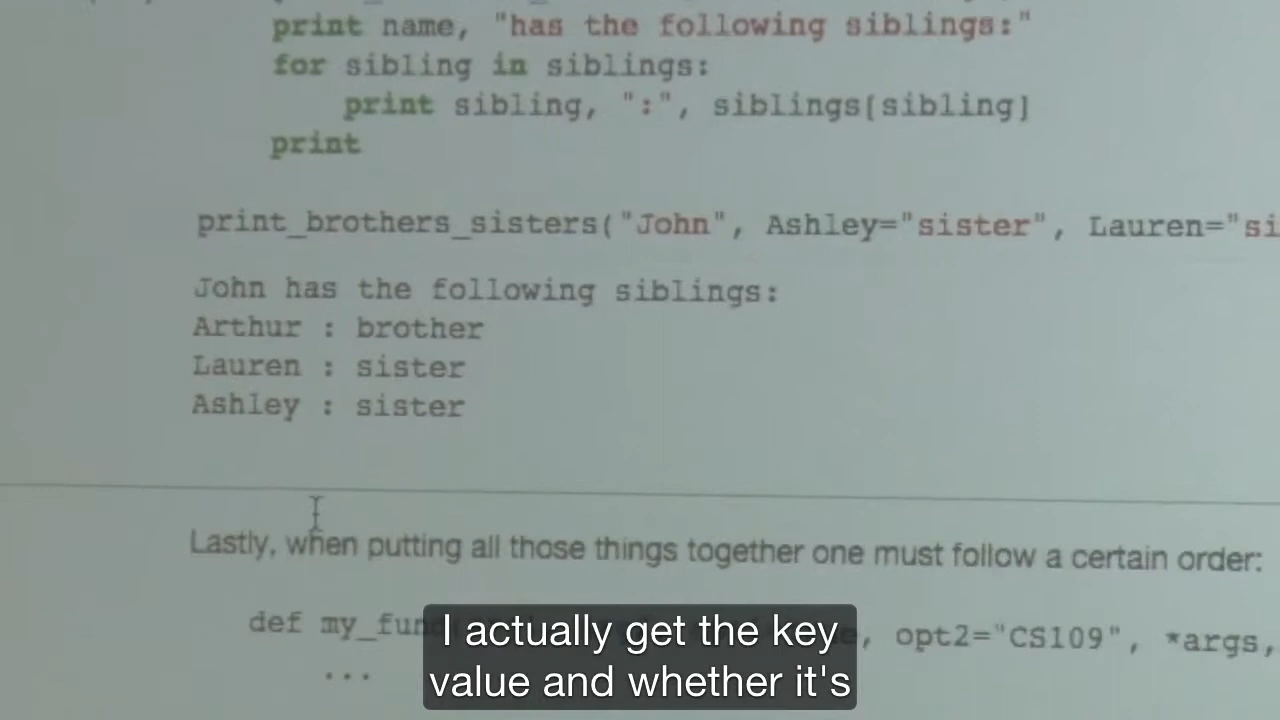 print name, "has the following siblings:"
for sibling in siblings:
print sibling, ":", siblings[sibling]
print
print_brothers_sisters("John", Ashley="sister", Lauren="si
John has the following siblings:
Arthur : brother
Lauren : sister
Ashley : sister
Lastly, when putting all those things together one must follow a certain order:
def my_fun , opt2="CS109", *args,
...
I actually get the key
value and whether it's